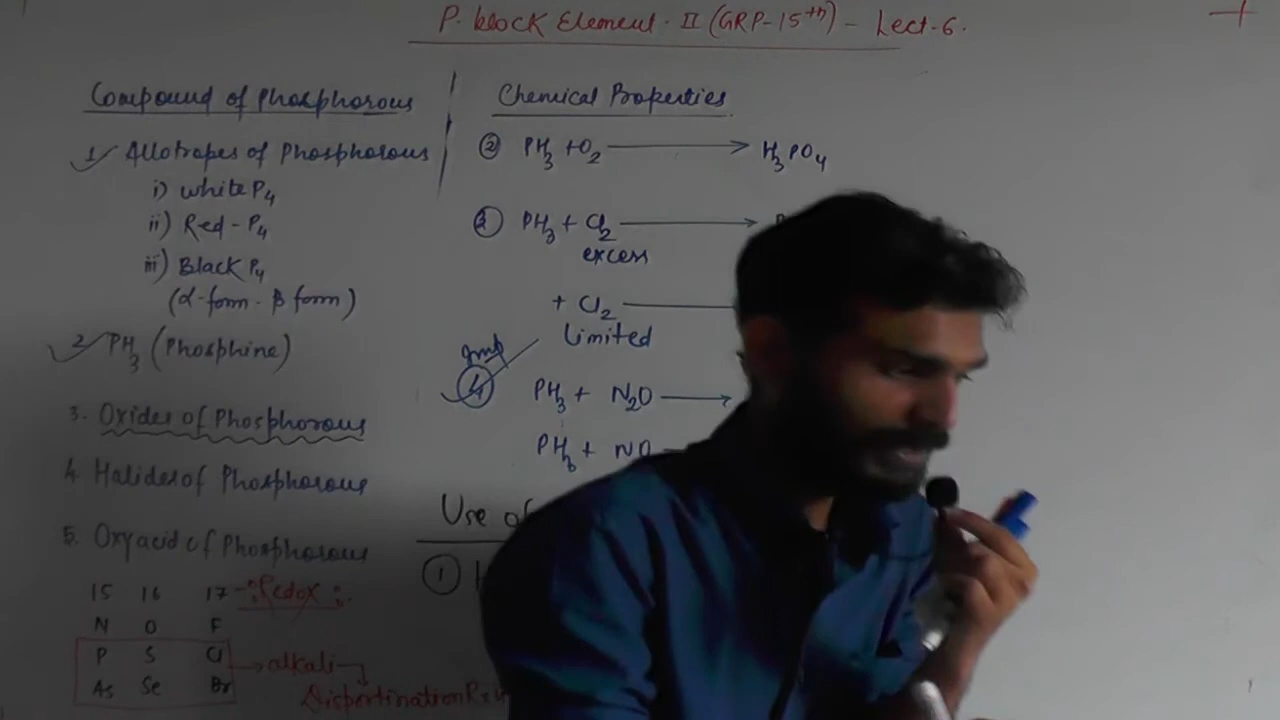 P. block Element. II (GRP-15th) - Lect-6.
Compound of Phosphorous
1 Allotropes of Phosphorous
i) white P4
ii) Red-P4
iii) Black P4
(α-form-β form)
2 PH3 (Phosphine)
3. Oxides of Phosphorous
4. Halides of Phosphorous
5. Oxyacid of Phosphorous
15 16 17 Redox
N O F
P S Cl → alkali
As Se Br
Chemical Properties
② PH3 + O2 → H3PO4
③ PH3 + Cl2 →
excess
+ Cl2
limited
Imp
④ PH3 + N2O →
PH3 + NO
Use of
①